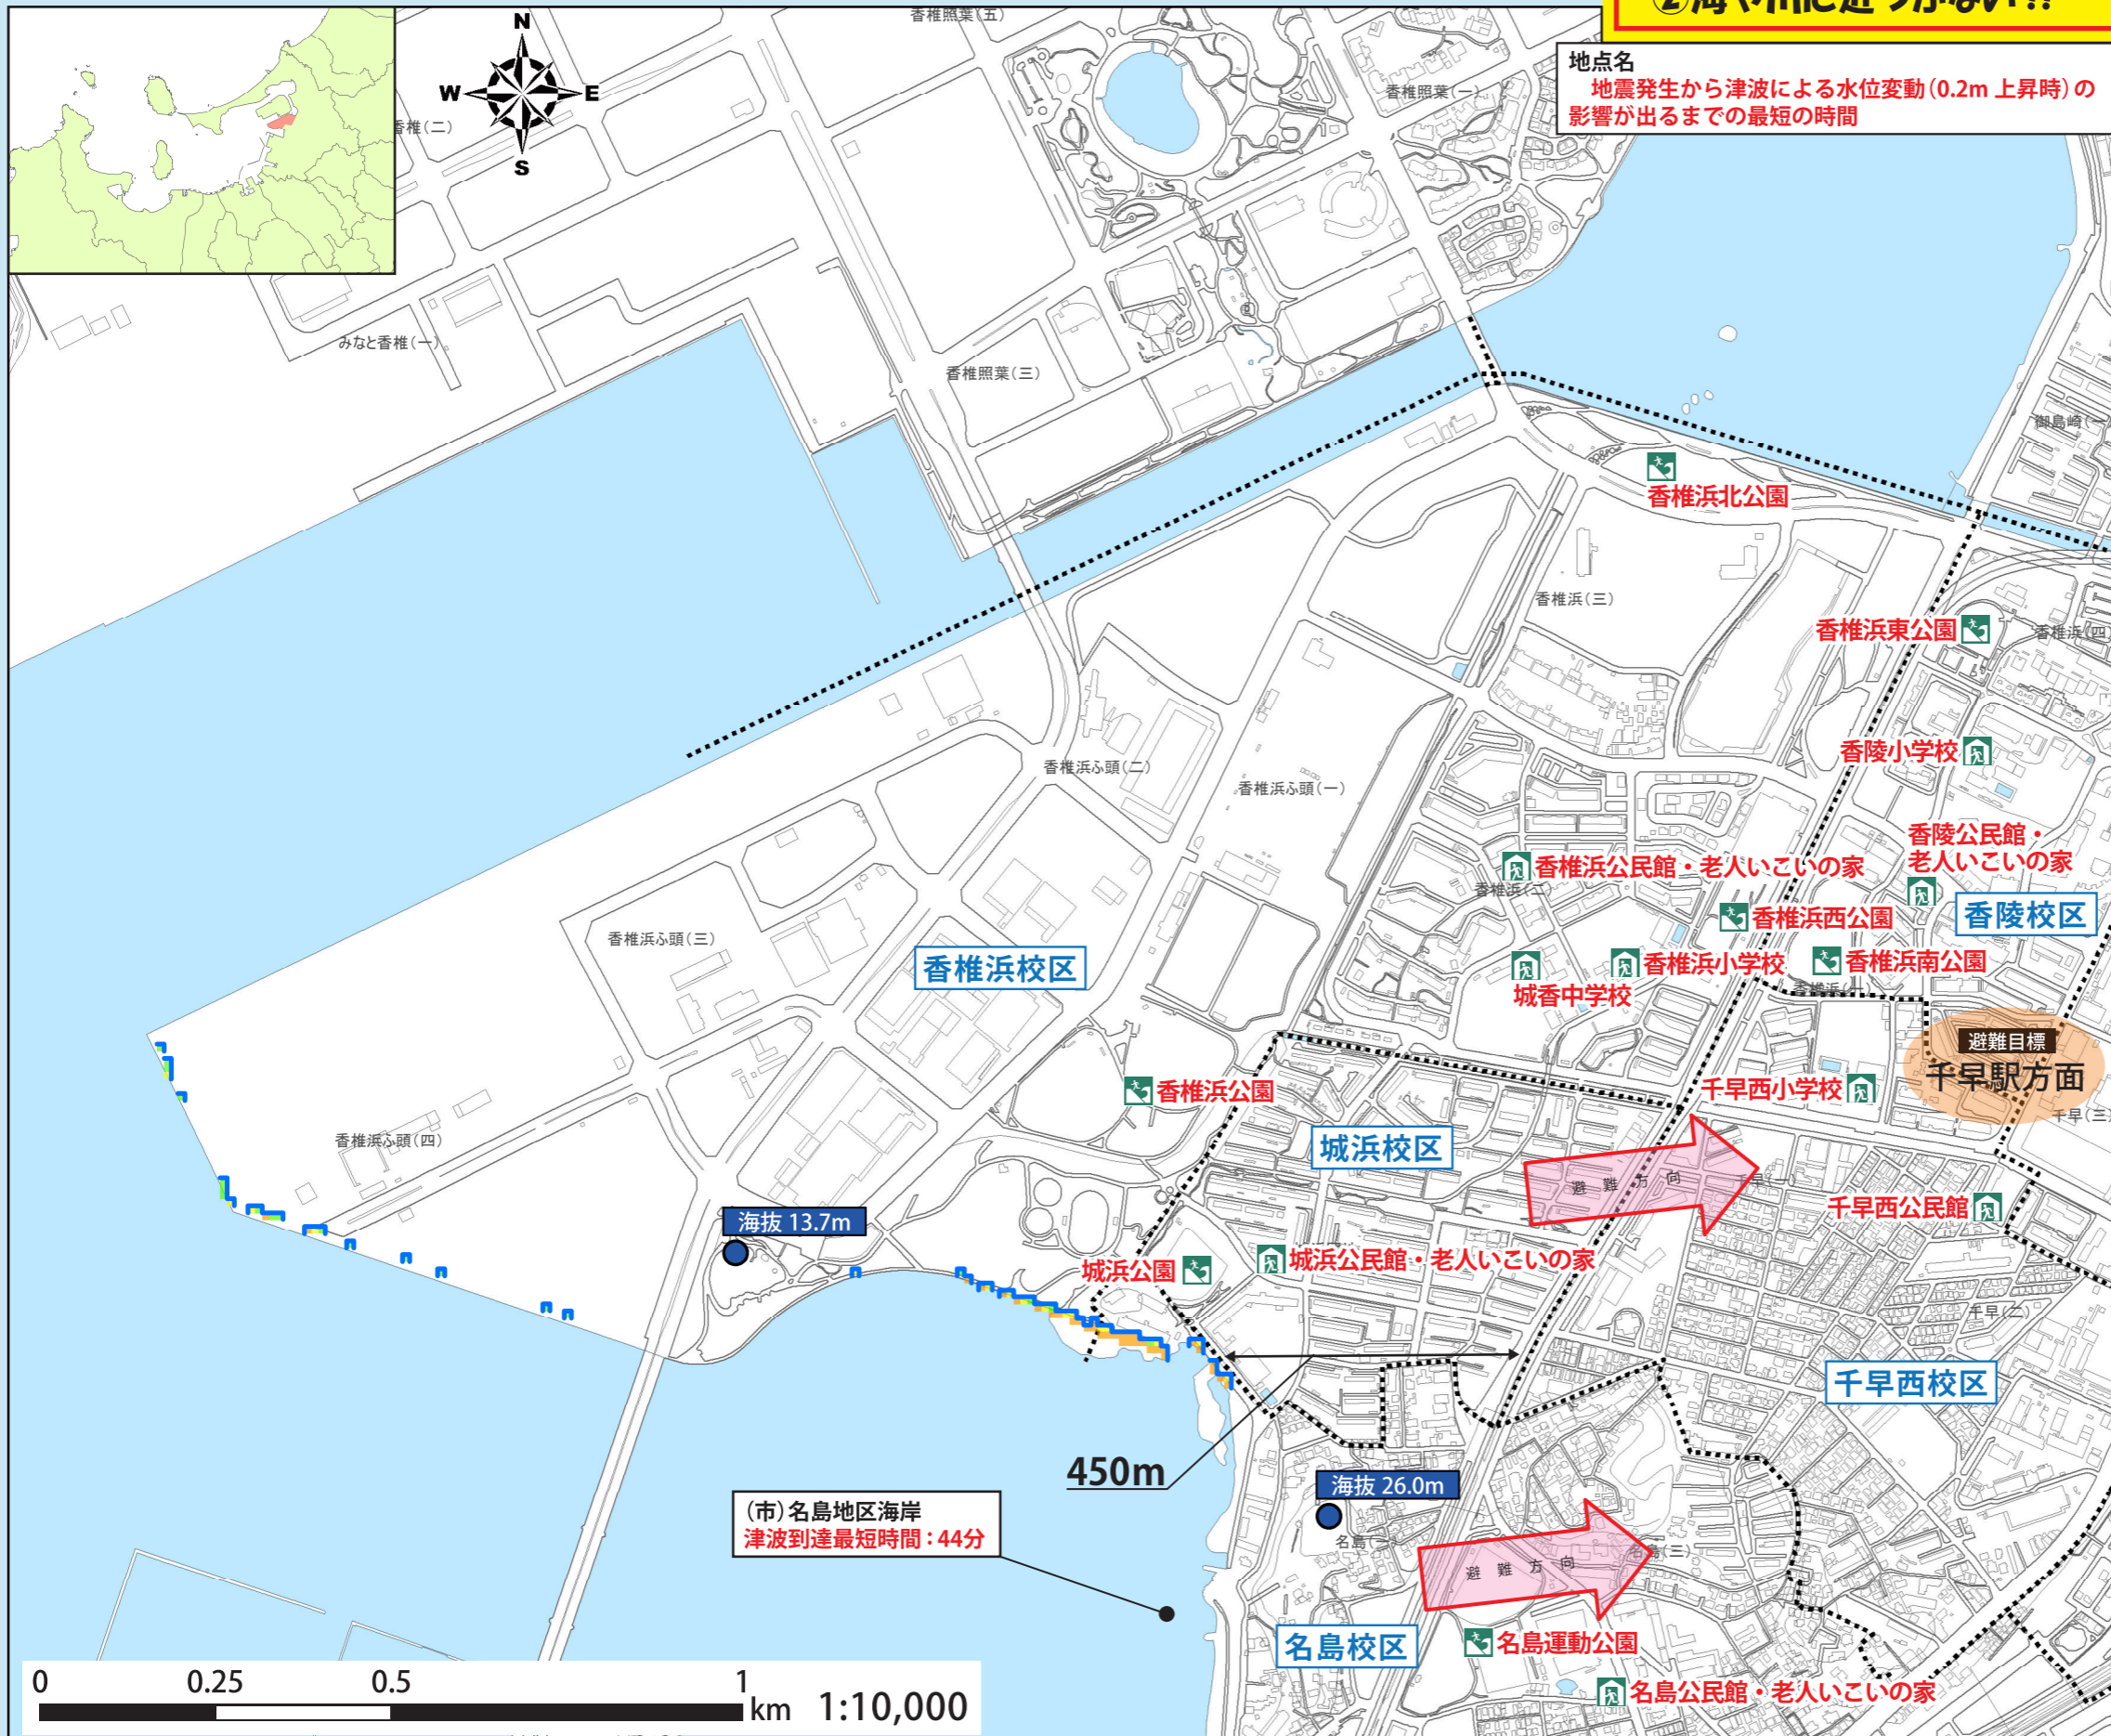 ②海や川に近づかない!!
地点名
地震発生から津波による水位変動(0.2m 上昇時)の
影響が出るまでの最短の時間
N
W
E
S
香椎照葉(五)
香椎(二)
香椎照葉(一)
みなと香椎(一)
香椎照葉(三)
御島崎(一
香椎浜北公園
香椎浜(三)
香椎浜東公園
香椎浜(四)
香陵小学校
香椎浜ふ頭(二)
香椎浜ふ頭(一)
香陵公民館・
老人いこいの家
香椎浜公民館・老人いこいの家
香椎浜(二)
香椎浜西公園
香陵校区
香椎浜ふ頭(三)
香椎浜校区
香椎浜小学校
香椎浜南公園
城香中学校
香椎浜(一)
避難目標
千早駅方面
香椎浜公園
千早西小学校
千早(三)
香椎浜ふ頭(四)
城浜校区
避難方向
千早(一)
千早西公民館
海抜 13.7m
城浜公園
城浜公民館・老人いこいの家
千早(二)
千早西校区
450m
海抜 26.0m
(市)名島地区海岸
津波到達最短時間:44分
名島(
避難方向
名島(三)
名島校区
名島運動公園
名島公民館・老人いこいの家
0
0.25
0.5
1
km
1:10,000